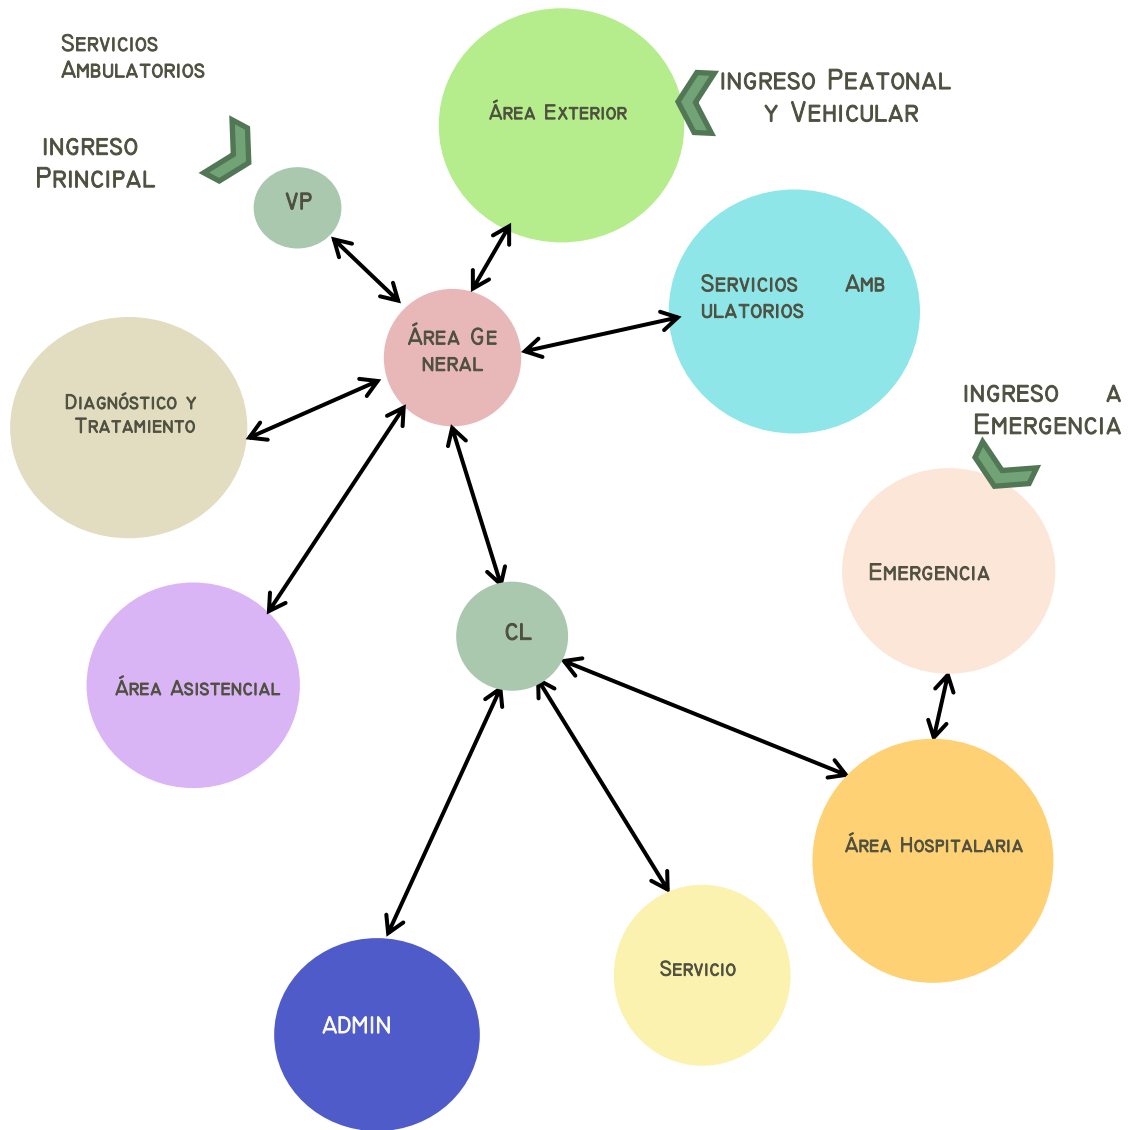 Servicios
Ambulatorios
INGRESO
Principal
VP
Área Exterior
INGRESO Peatonal
y Vehicular
Servicios Amb
ulatorios
Área Ge
neral
Diagnóstico y
Tratamiento
INGRESO a
Emergencia
Emergencia
CL
Área Asistencial
Área Hospitalaria
Servicio
ADMIN